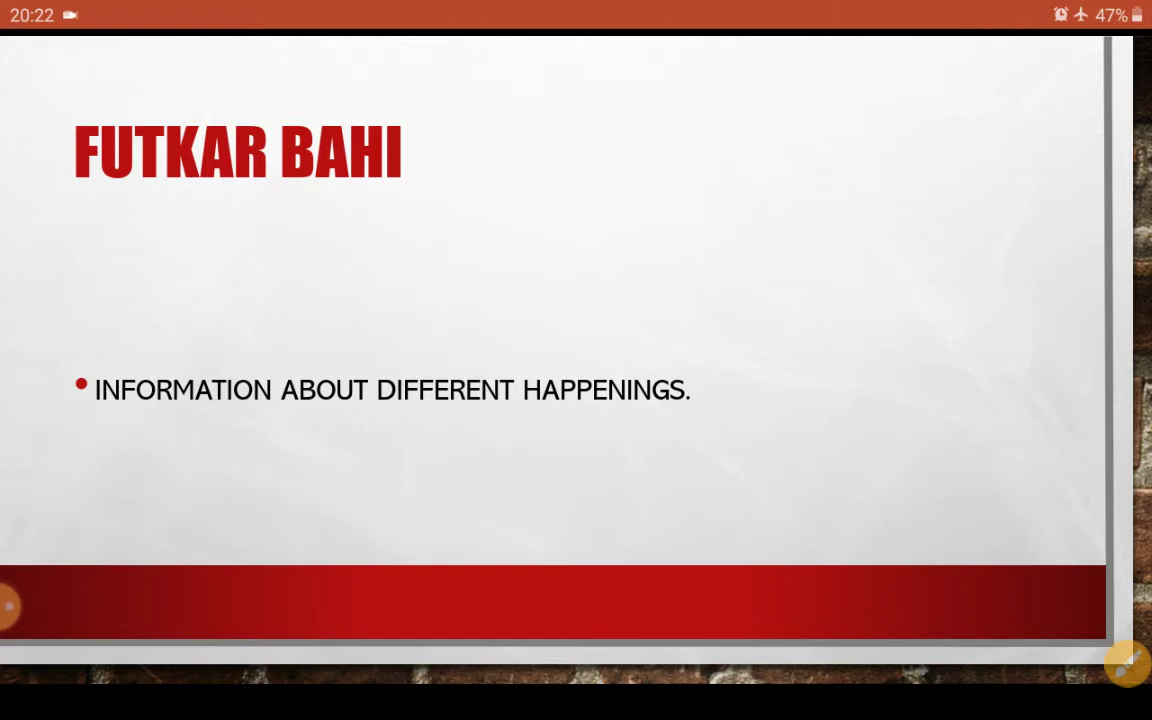 20:22 47%
FUTKAR BAHI
• INFORMATION ABOUT DIFFERENT HAPPENINGS.